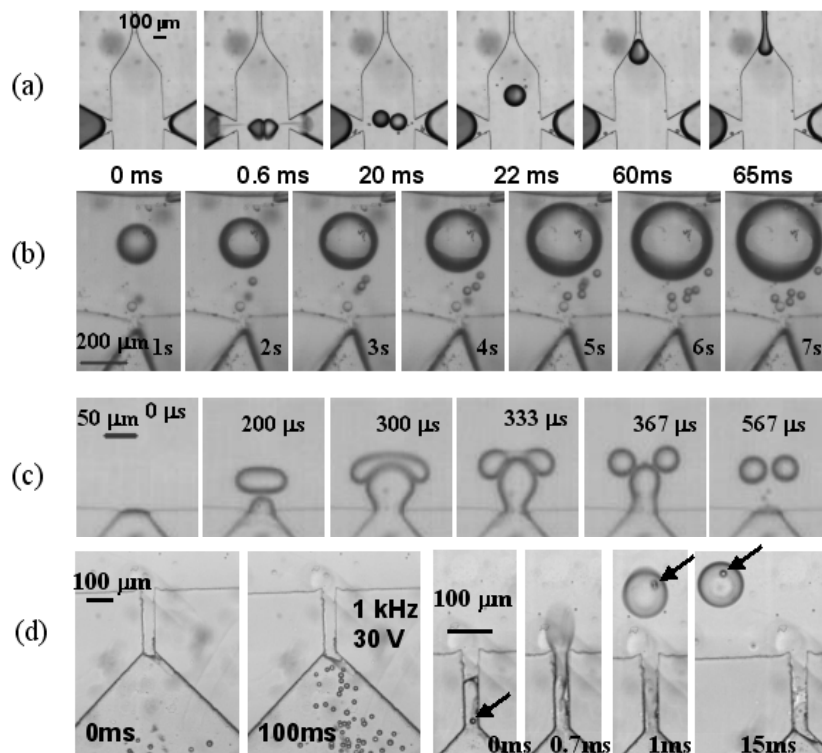 100 µm
(a)
0 ms 0.6 ms 20 ms 22 ms 60ms 65ms
(b)
200 µm 1s 2s 3s 4s 5s 6s 7s
50 µm 0 µs 200 µs 300 µs 333 µs 367 µs 567 µs
(c)
100 µm
1 kHz
30 V
100 µm
(d)
0ms 100ms 0ms 0.7ms 1ms 15ms